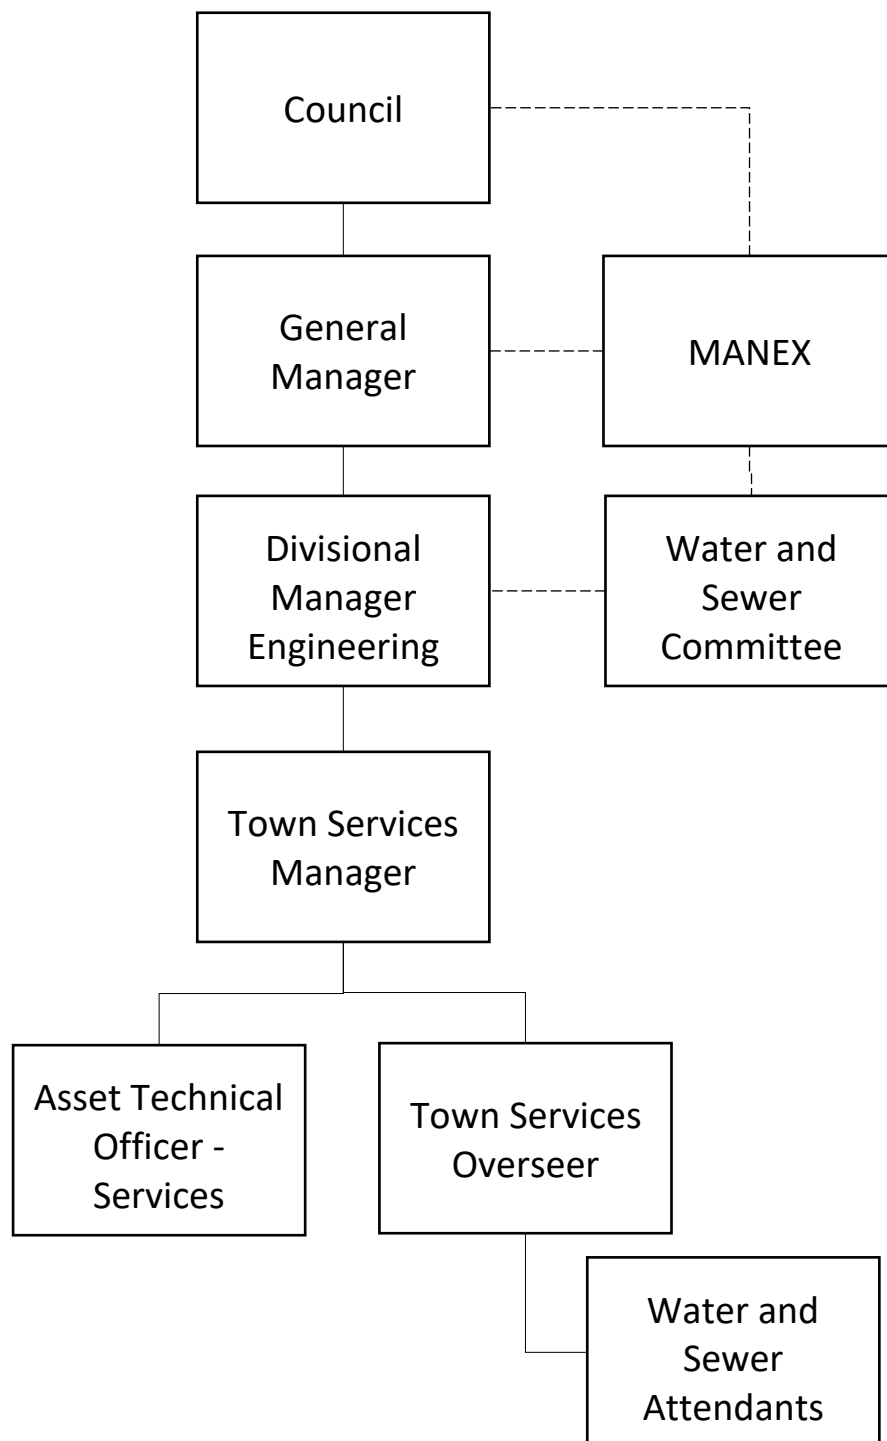 Council
General
Manager
MANEX
Divisional
Manager
Engineering
Water and
Sewer
Committee
Town Services
Manager
Asset Technical
Officer -
Services
Town Services
Overseer
Water and
Sewer
Attendants